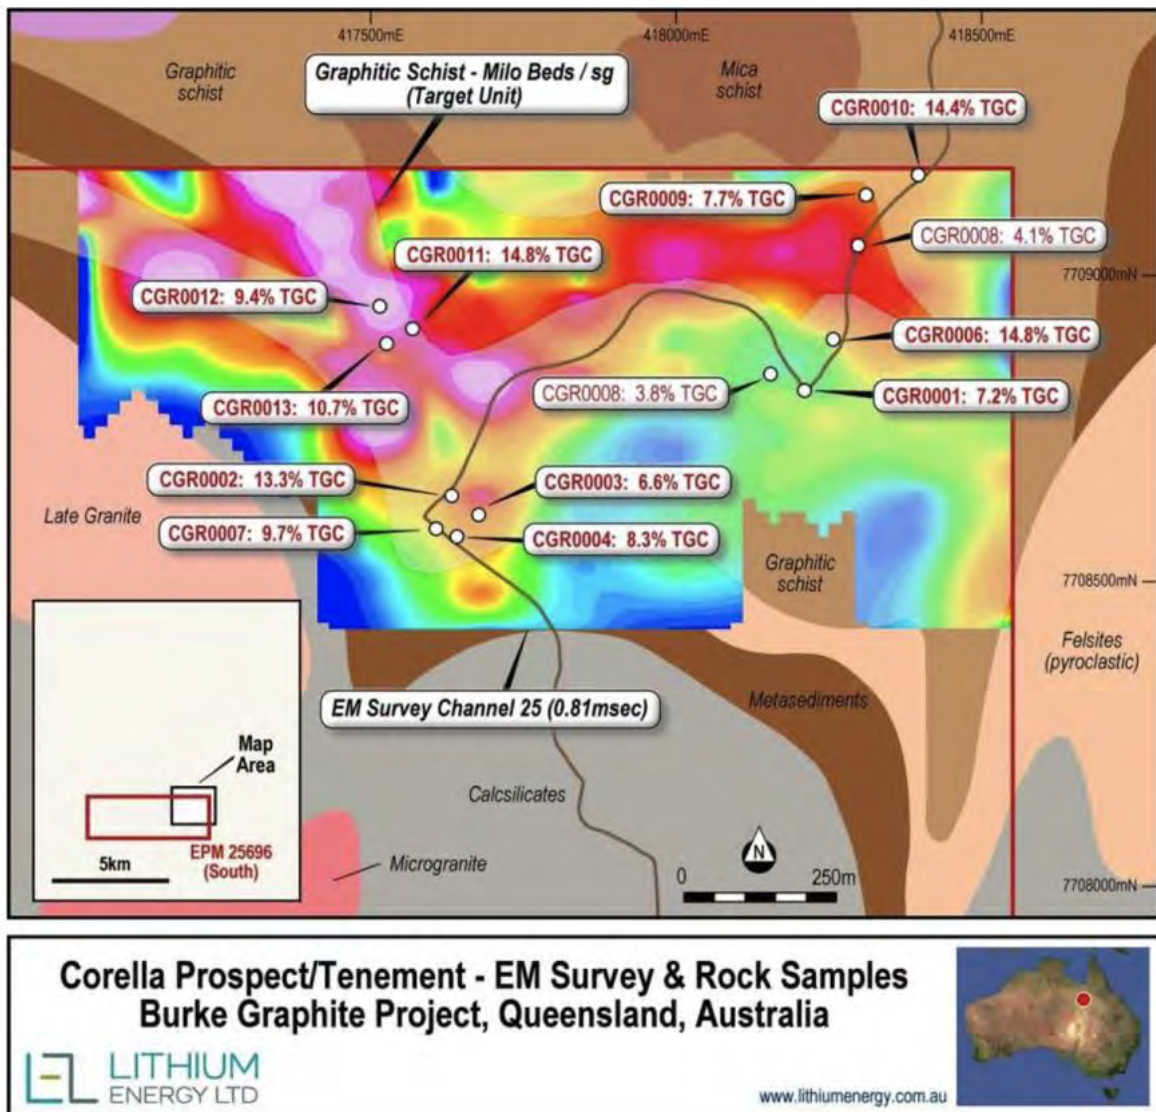 417500mE
418000mE
418500mE
Graphitic
schist
Graphitic Schist - Milo Beds / sg
(Target Unit)
Mica
schist
CGR0010: 14.4% TGC
CGR0009: 7.7% TGC
CGR0008: 4.1% TGC
CGR0011: 14.8% TGC
7709000mN
CGR0012: 9.4% TGC
CGR0006: 14.8% TGC
CGR0008: 3.8% TGC
CGR0001: 7.2% TGC
CGR0013: 10.7% TGC
CGR0002: 13.3% TGC
CGR0003: 6.6% TGC
Late Granite
CGR0007: 9.7% TGC
CGR0004: 8.3% TGC
Graphitic
schist
7708500mN
Felsites
(pyroclastic)
Metasediments
EM Survey Channel 25 (0.81msec)
Map
Area
Calcsilicates
EPM 25696
(South)
5km
Microgranite
N
0
250m
7708000mN
Corella Prospect/Tenement - EM Survey & Rock Samples
Burke Graphite Project, Queensland, Australia
LEL
LITHIUM
ENERGY LTD
www.lithiumenergy.com.au